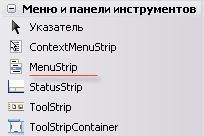 Меню и панели инструментов
Указатель
ContextMenuStrip
MenuStrip
StatusStrip
ToolStrip
ToolStripContainer